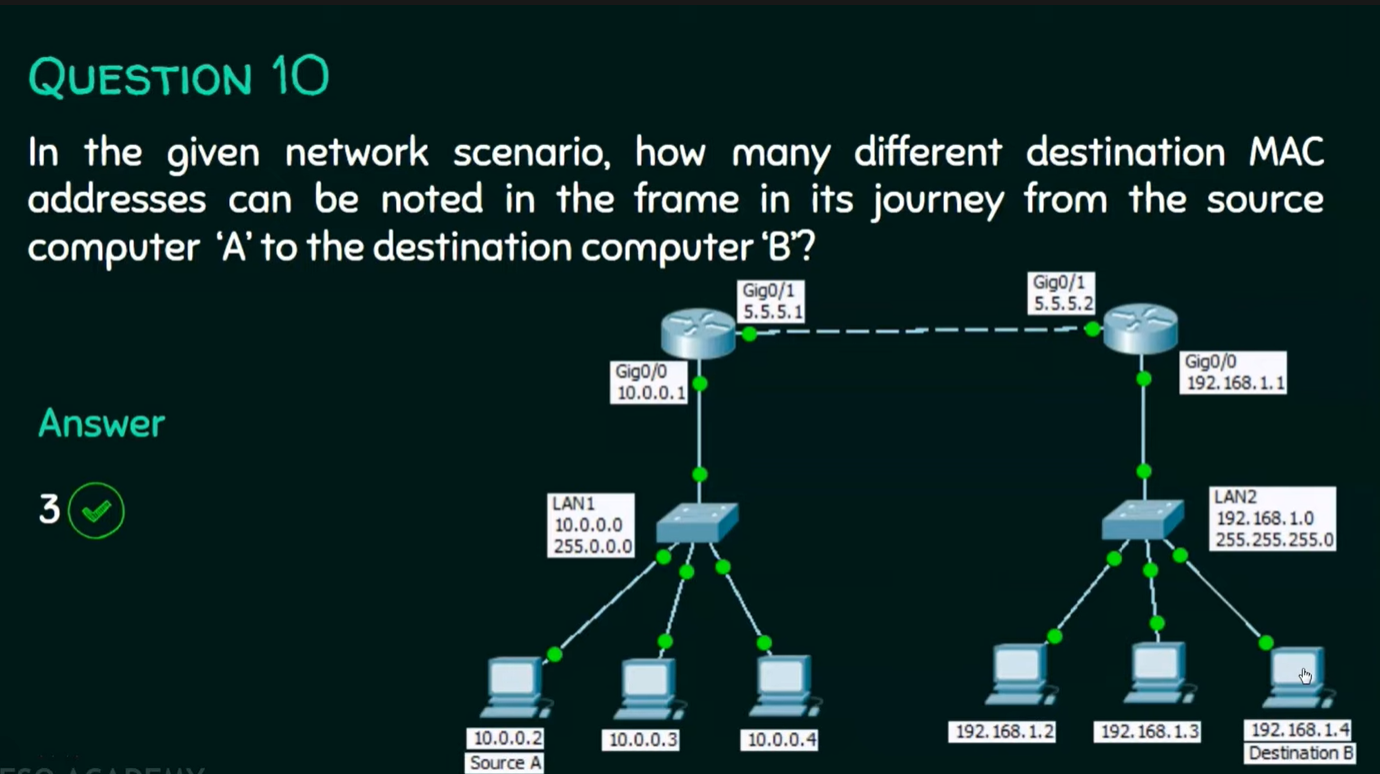 QUESTION 10
In the given network scenario, how many different destination MAC
addresses can be noted in the frame in its journey from the source
computer ‘A’ to the destination computer ‘B’?
Gig0/1
5.5.5.1
Gig0/1
5.5.5.2
Gig0/0
10.0.0.1
Gig0/0
192.168.1.1
Answer
3
LAN1
10.0.0.0
255.0.0.0
LAN2
192.168.1.0
255.255.255.0
10.0.0.2
Source A
10.0.0.3
10.0.0.4
192.168.1.2
192.168.1.3
192.168.1.4
Destination B
ESO ACADEMY